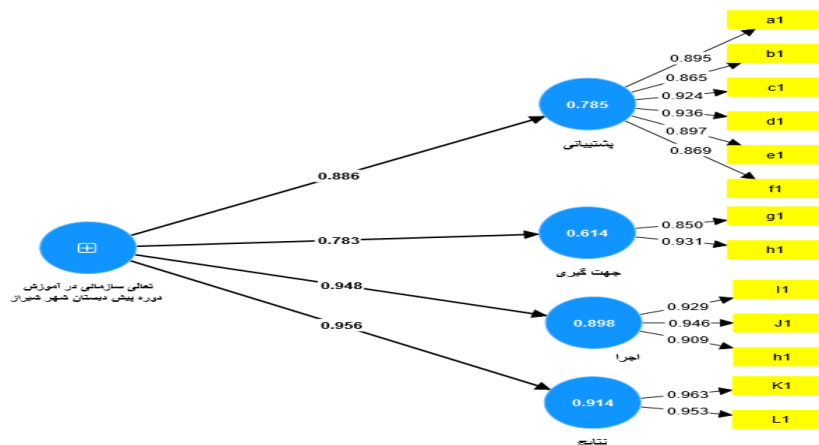 a1
0.895
b1
0.865
c1
0.924
0.785
d1
0.936
0.897
e1
0.869
پشتیبانی
f1
0.886
g1
0.850
0.614
0.783
0.931
h1
جهت گیری
تعالی سازمانی در آموزش
دوره پیش دبستان شهر شیراز
0.948
I1
0.929
0.898
0.946
J1
0.956
0.909
h1
اجرا
K1
0.963
0.914
0.953
L1
نتایج